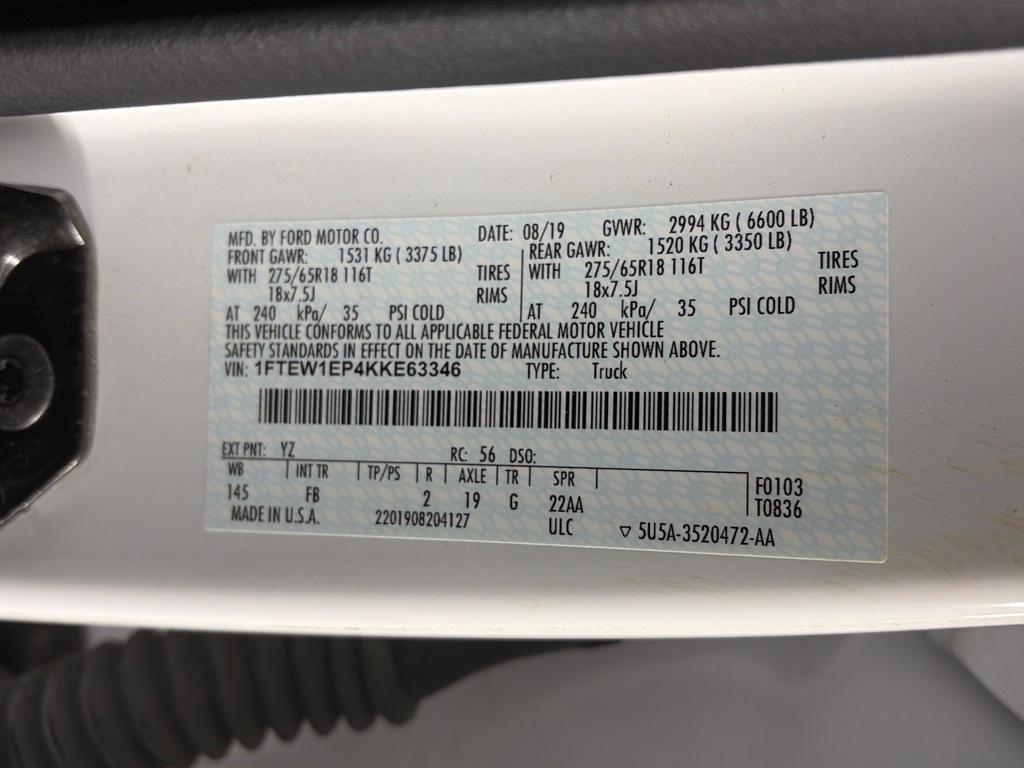 MFD. BY FORD MOTOR CO. DATE: 08/19 GVWR: 2994 KG ( 6600 LB)
FRONT GAWR: 1531 KG ( 3375 LB) REAR GAWR: 1520 KG ( 3350 LB)
WITH 275/65R18 116T TIRES WITH 275/65R18 116T TIRES
18x7.5J RIMS 18x7.5J RIMS
AT 240 kPa/ 35 PSI COLD AT 240 kPa/ 35 PSI COLD
THIS VEHICLE CONFORMS TO ALL APPLICABLE FEDERAL MOTOR VEHICLE
SAFETY STANDARDS IN EFFECT ON THE DATE OF MANUFACTURE SHOWN ABOVE.
VIN: 1FTEW1EP4KKE63346 TYPE: Truck
EXT PNT: YZ RC: 56 DSO:
WB INT TR TP/PS R AXLE TR SPR F0103
145 FB 2 19 G 22AA T0836
MADE IN U.S.A. 2201908204127 ULC ▽ 5U5A-3520472-AA